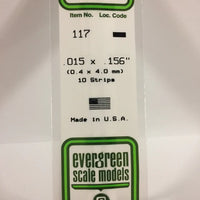 Item No. Loc. Code
117
.015 x .156"
(0.4 x 4.0 mm)
10 Strips
Made in U.S.A.
evergreen
scale models